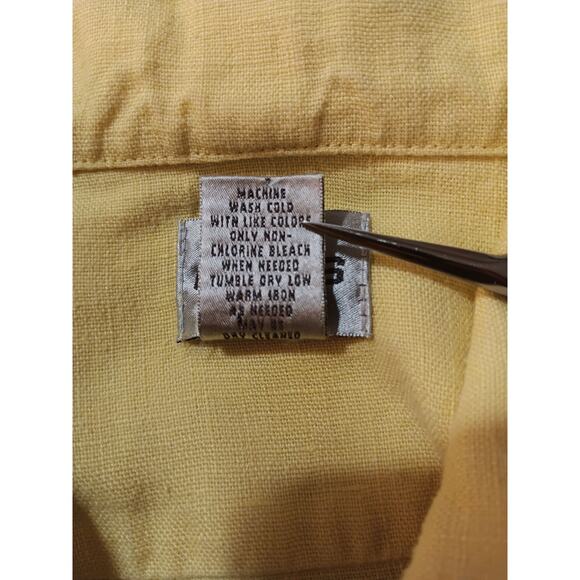 MACHINE
WASH COLD
WITH LIKE COLORS
ONLY NON-
CHLORINE BLEACH
WHEN NEEDED
TUMBLE DRY LOW
WARM IRON
AS NEEDED
MAY BE
DRY CLEANED